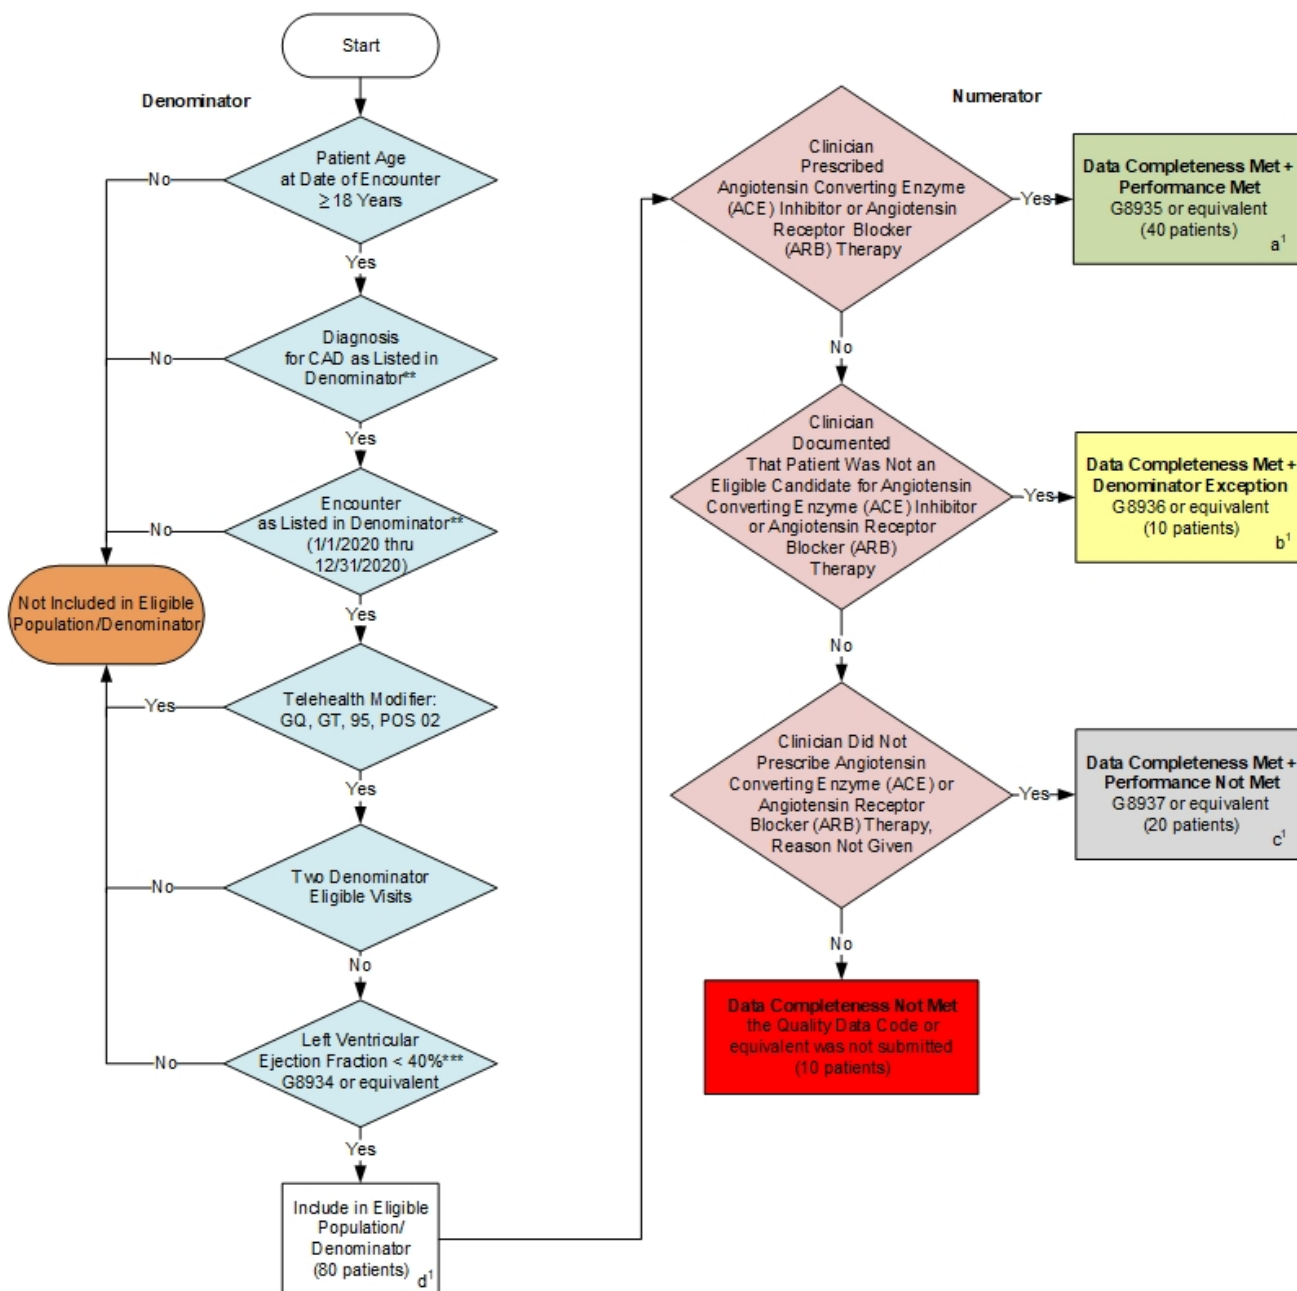 Start
Denominator
Patient Age
at Date of Encounter
≥ 18 Years
No
Yes
Diagnosis
for CAD as Listed in
Denominator**
No
Yes
Encounter
as Listed in Denominator**
(1/1/2020 thru
12/31/2020)
No
Yes
Not Included in Eligible
Population/Denominator
Telehealth Modifier:
GQ, GT, 95, POS 02
Yes
Yes
Two Denominator
Eligible Visits
No
No
Left Ventricular
Ejection Fraction < 40%***
G8934 or equivalent
No
Yes
Include in Eligible
Population/
Denominator
(80 patients)
d1
Numerator
Clinician
Prescribed
Angiotensin Converting Enzyme
(ACE) Inhibitor or Angiotensin
Receptor Blocker
(ARB) Therapy
Yes
Data Completeness Met +
Performance Met
G8935 or equivalent
(40 patients)
a1
No
Clinician
Documented
That Patient Was Not an
Eligible Candidate for Angiotensin
Converting Enzyme (ACE) Inhibitor
or Angiotensin Receptor
Blocker (ARB)
Therapy
Yes
Data Completeness Met +
Denominator Exception
G8936 or equivalent
(10 patients)
b1
No
Clinician Did Not
Prescribe Angiotensin
Converting Enzyme (ACE) or
Angiotensin Receptor
Blocker (ARB) Therapy,
Reason Not Given
Yes
Data Completeness Met +
Performance Not Met
G8937 or equivalent
(20 patients)
c1
No
Data Completeness Not Met
the Quality Data Code or
equivalent was not submitted
(10 patients)